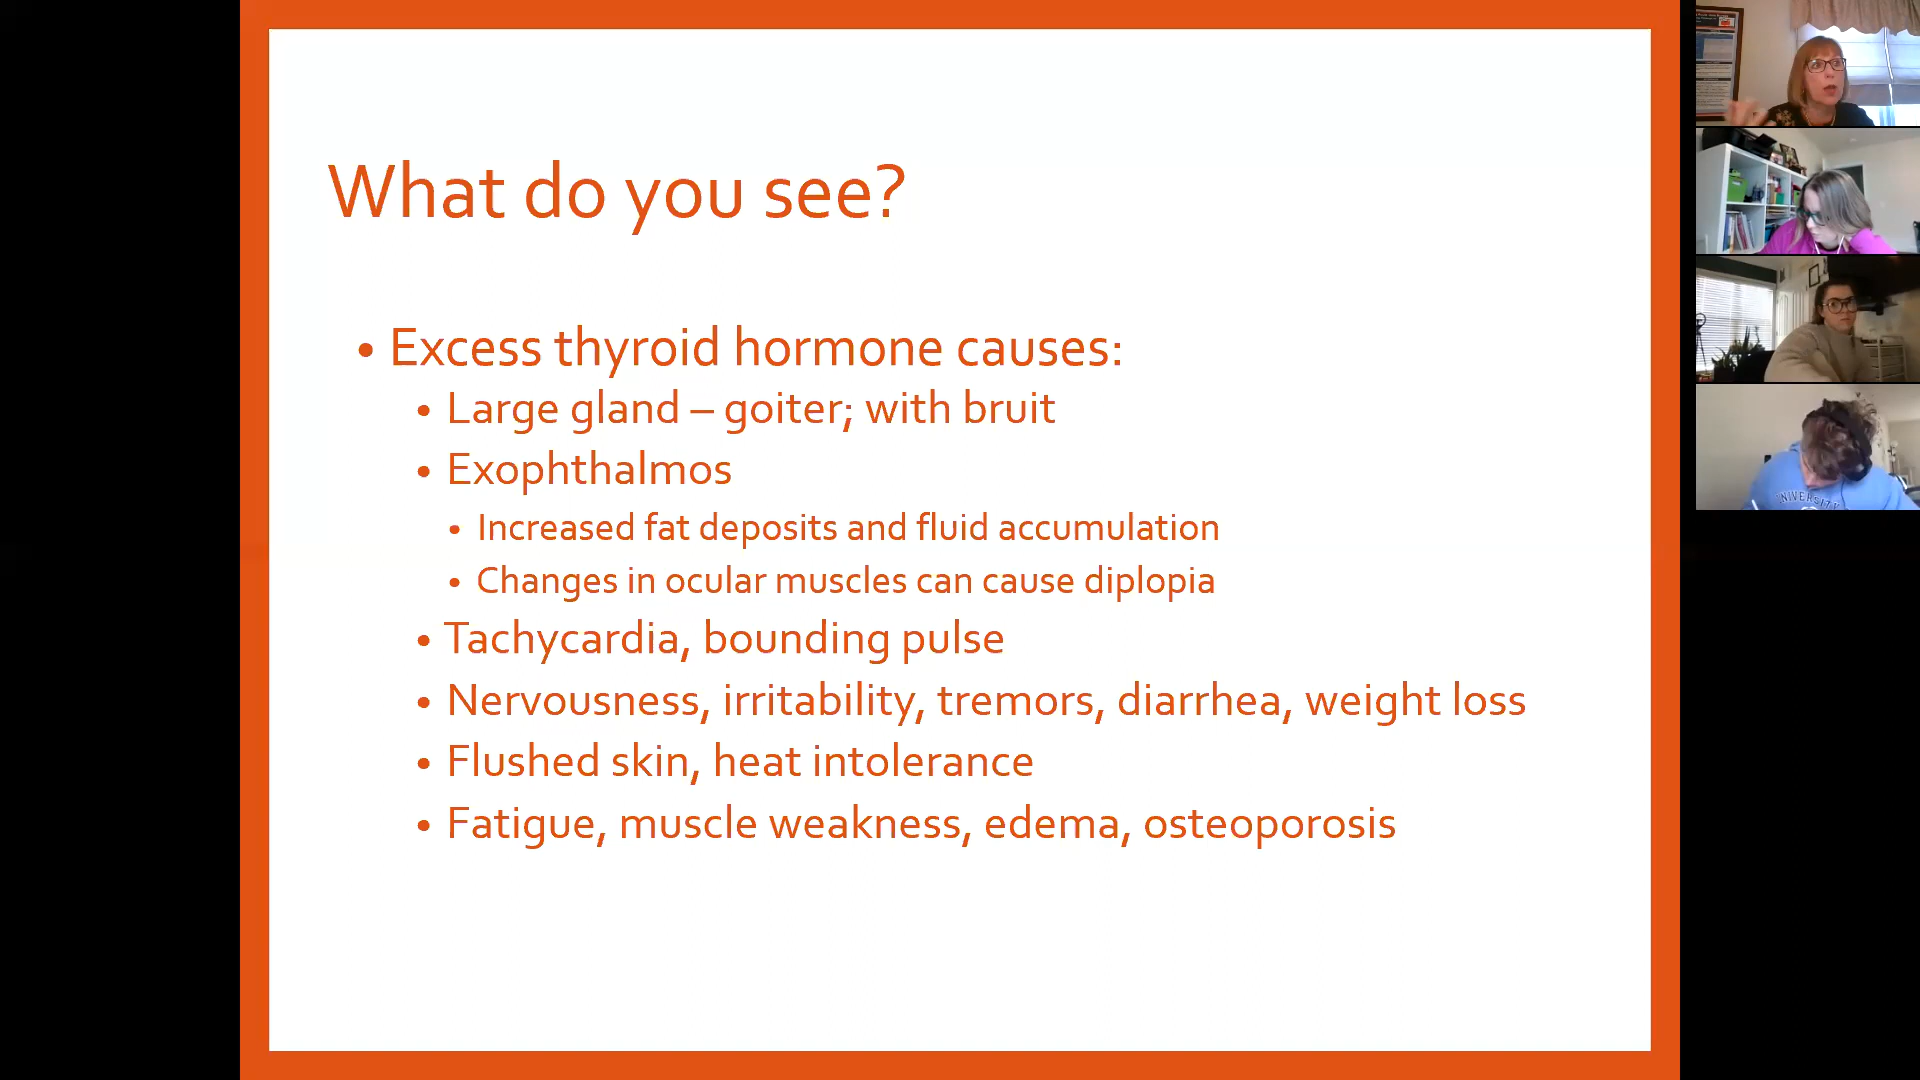 What do you see?
• Excess thyroid hormone causes:
• Large gland – goiter; with bruit
• Exophthalmos
• Increased fat deposits and fluid accumulation
• Changes in ocular muscles can cause diplopia
• Tachycardia, bounding pulse
• Nervousness, irritability, tremors, diarrhea, weight loss
• Flushed skin, heat intolerance
• Fatigue, muscle weakness, edema, osteoporosis
UNIVERSITY